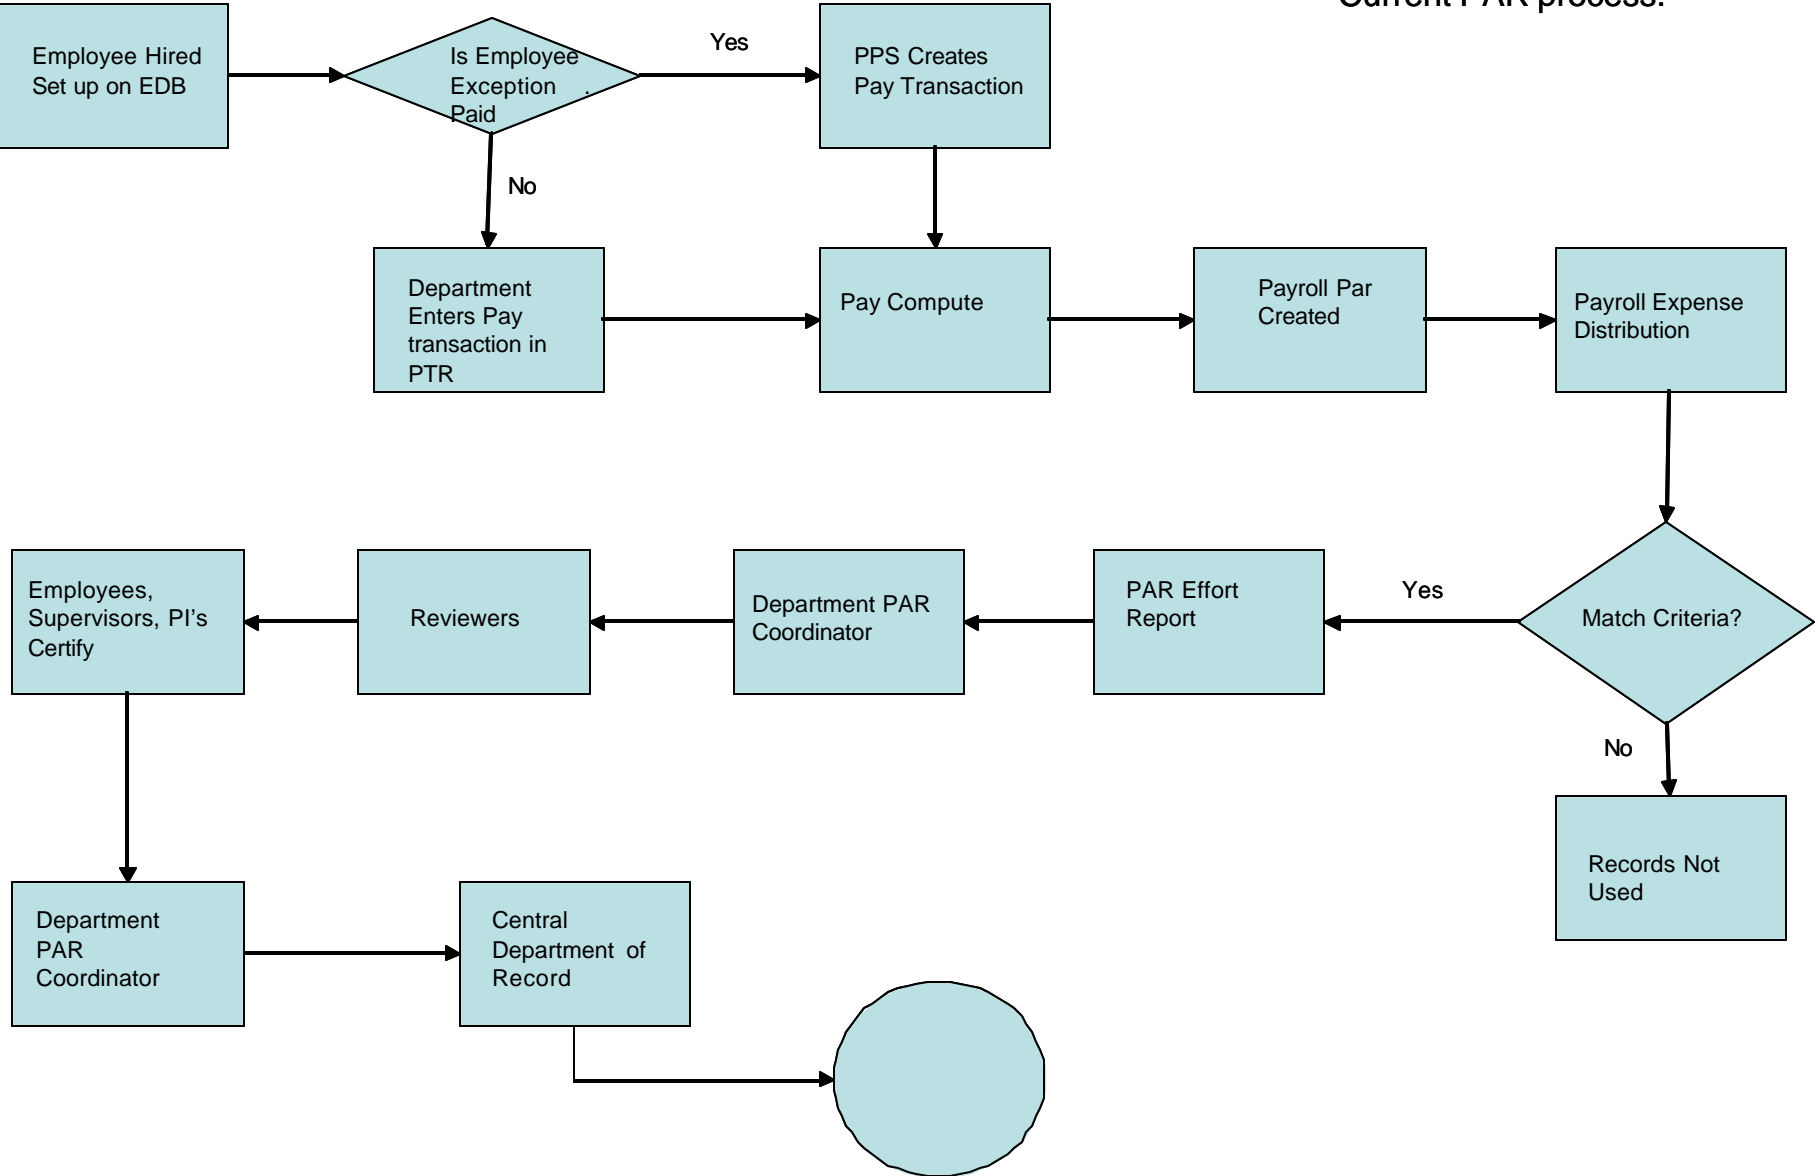 Current PAR process.
Employee Hired
Set up on EDB
Is Employee
Exception .
Paid
Yes
PPS Creates
Pay Transaction
No
Department
Enters Pay
transaction in
PTR
Pay Compute
Payroll Par
Created
Payroll Expense
Distribution
Match Criteria?
Yes
No
PAR Effort
Report
Department PAR
Coordinator
Reviewers
Employees,
Supervisors, PI's
Certify
Records Not
Used
Department
PAR
Coordinator
Central
Department of
Record